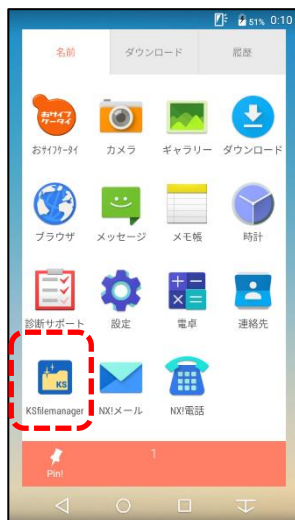 51% 0:10
名前 ダウンロード 履歴
おサイフケータイ
おサイフケータイ カメラ ギャラリー ダウンロード
ブラウザ メッセージ メモ帳 時計
診断サポート 設定 電卓 連絡先
KS
KSfilemanager NX!メール NX!電話
Pin! 1